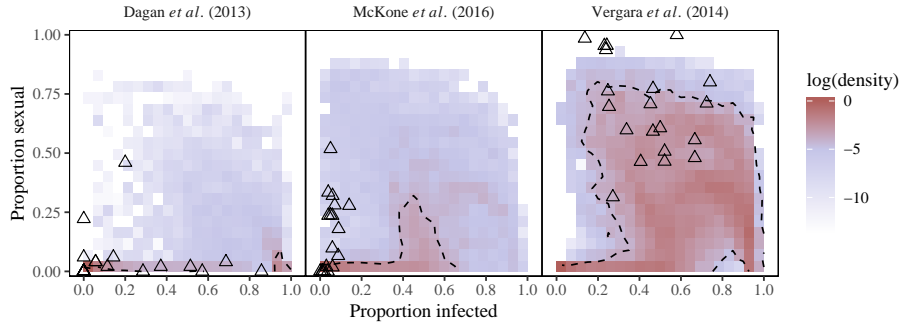 Dagan et al. (2013) McKone et al. (2016) Vergara et al. (2014)
Proportion sexual
1.00
0.75
0.50
0.25
0.00
0.0 0.2 0.4 0.6 0.8 1.0 0.0 0.2 0.4 0.6 0.8 1.0 0.0 0.2 0.4 0.6 0.8 1.0
Proportion infected
log(density)
0
−5
−10